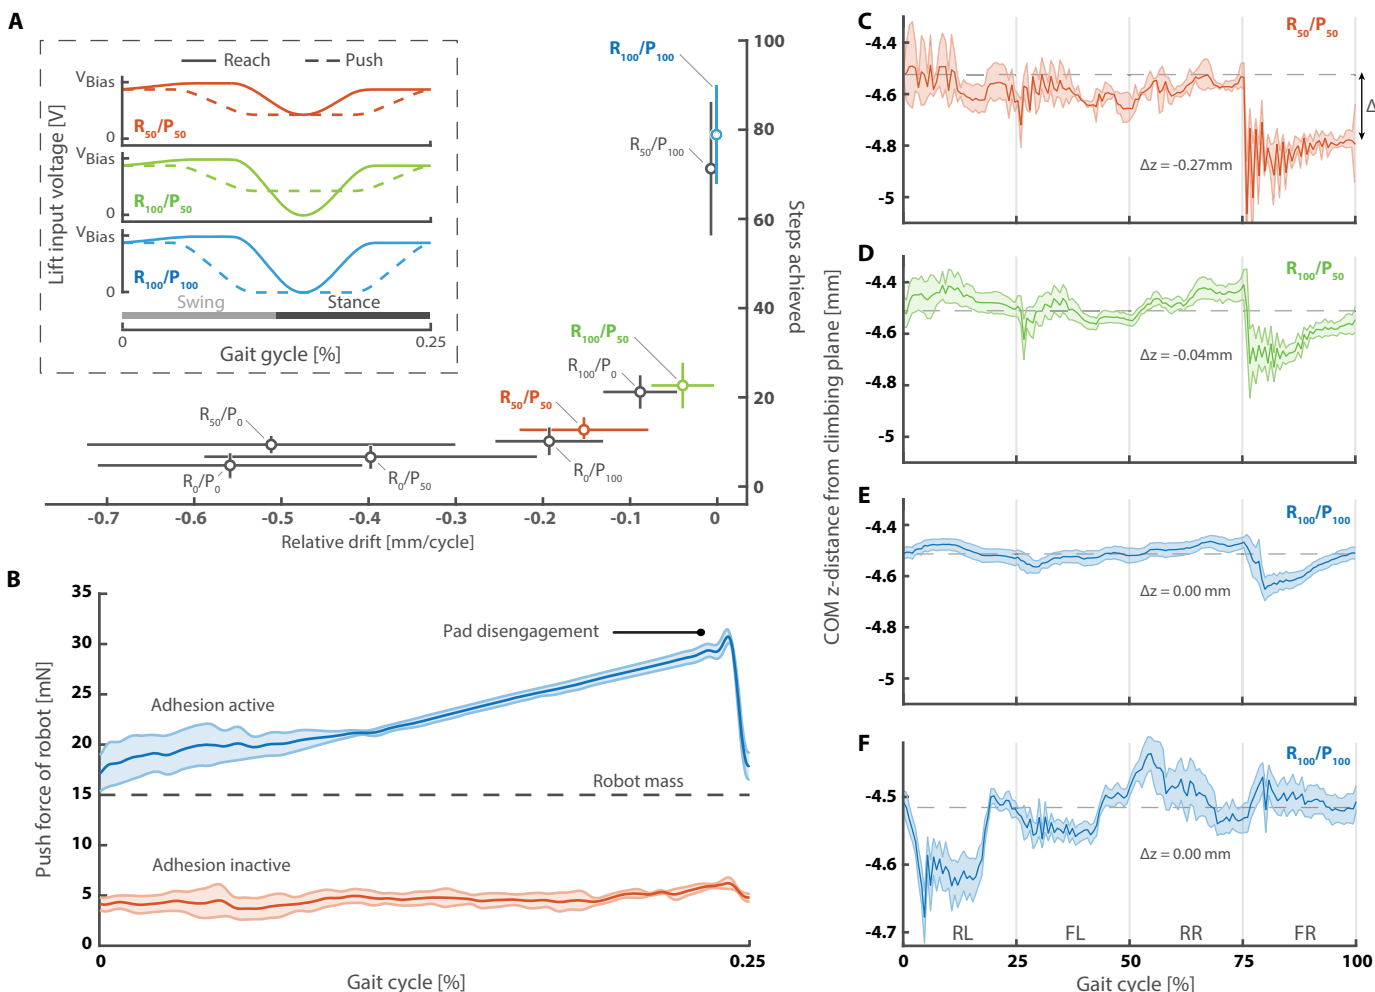 A
Reach
Push
Lift input voltage [V]
VBias
0
R50/P50
VBias
0
R100/P50
VBias
0
R100/P100
Swing
Stance
0
0.25
Gait gycle [%]
R100/P100
R50/P100
R100/P50
R100/P0
R50/P50
R50/P0
R0/P0
R0/P50
R0/P100
100
80
60
40
20
0
Steps achieved
-0.7
-0.6
-0.5
-0.4
-0.3
-0.2
-0.1
0
Relative drift [mm/cycle]
B
Push force of robot [mN]
35
30
25
20
15
10
5
0
Pad disengagement
Adhesion active
Robot mass
Adhesion inactive
0
0.25
Gait cycle [%]
COM z-distance from climbing plane [mm]
C
R50/P50
-4.4
-4.6
-4.8
-5
Δz = -0.27mm
Δ
D
R100/P50
-4.4
-4.6
-4.8
-5
Δz = -0.04mm
E
R100/P100
-4.4
-4.6
-4.8
-5
Δz = 0.00 mm
F
R100/P100
-4.5
-4.6
-4.7
Δz = 0.00 mm
RL
FL
RR
FR
0
25
50
75
100
Gait cycle [%]